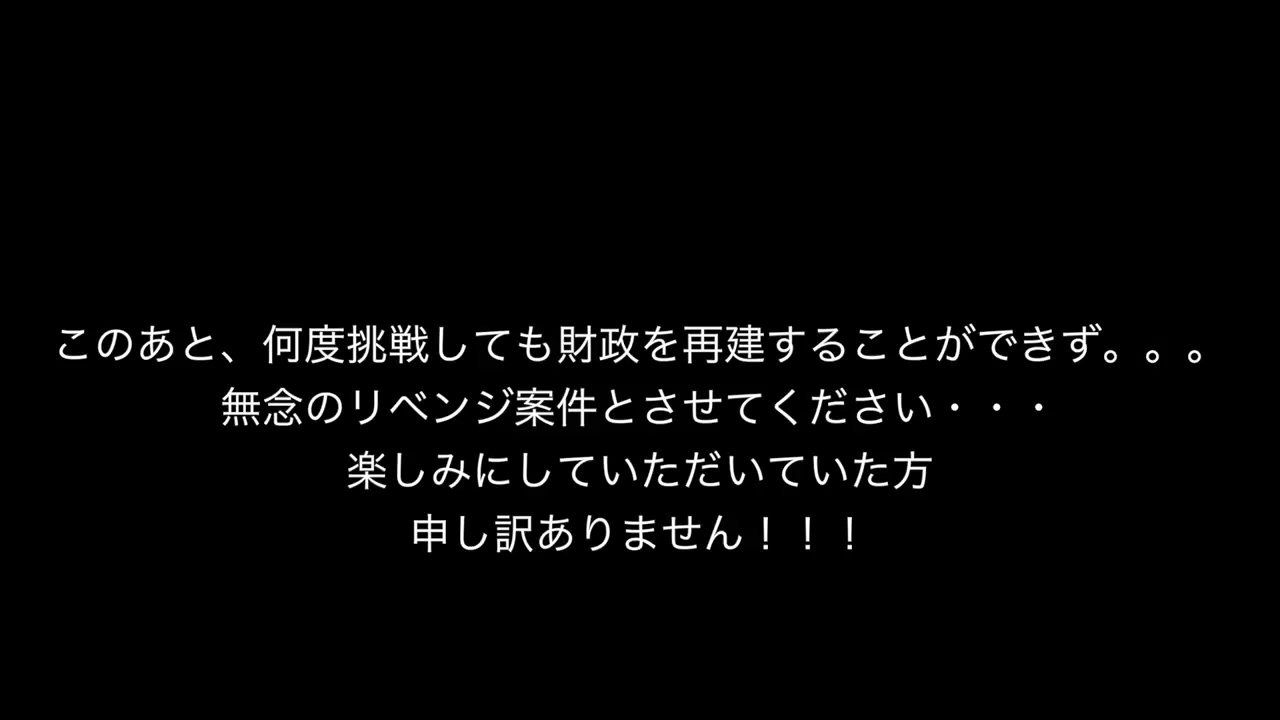 このあと、何度挑戦しても財政を再建することができず。。。
無念のリベンジ案件とさせてください・・・
楽しみにしていただいていた方
申し訳ありません！！！